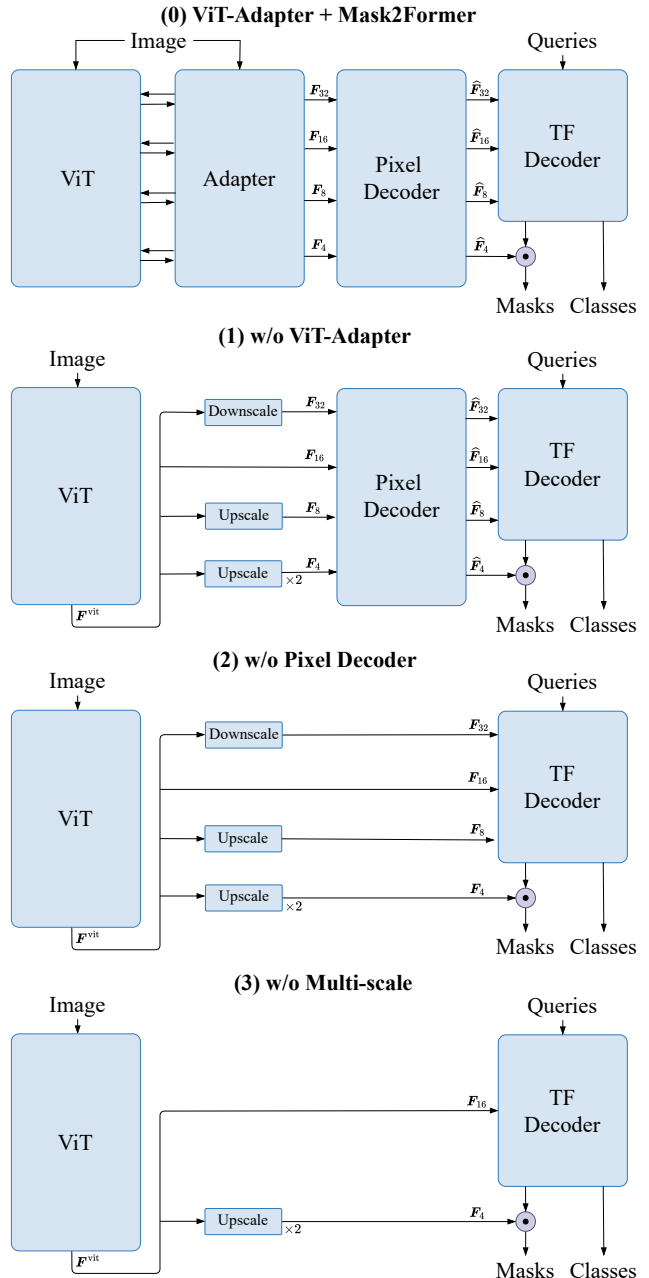 (0) ViT-Adapter + Mask2Former
Image
Queries
ViT
Adapter
Pixel
Decoder
TF
Decoder
F₃₂
F₁₆
F₈
F₄
F̂₃₂
F̂₁₆
F̂₈
F̂₄
Masks
Classes
(1) w/o ViT-Adapter
Image
Queries
ViT
Downscale
Upscale
Upscale
×2
F₃₂
F₁₆
F₈
F₄
Pixel
Decoder
F̂₃₂
F̂₁₆
F̂₈
F̂₄
TF
Decoder
F^vit
Masks
Classes
(2) w/o Pixel Decoder
Image
Queries
ViT
Downscale
Upscale
Upscale
×2
F₃₂
F₁₆
F₈
F₄
TF
Decoder
F^vit
Masks
Classes
(3) w/o Multi-scale
Image
Queries
ViT
F₁₆
TF
Decoder
Upscale
×2
F₄
F^vit
Masks
Classes